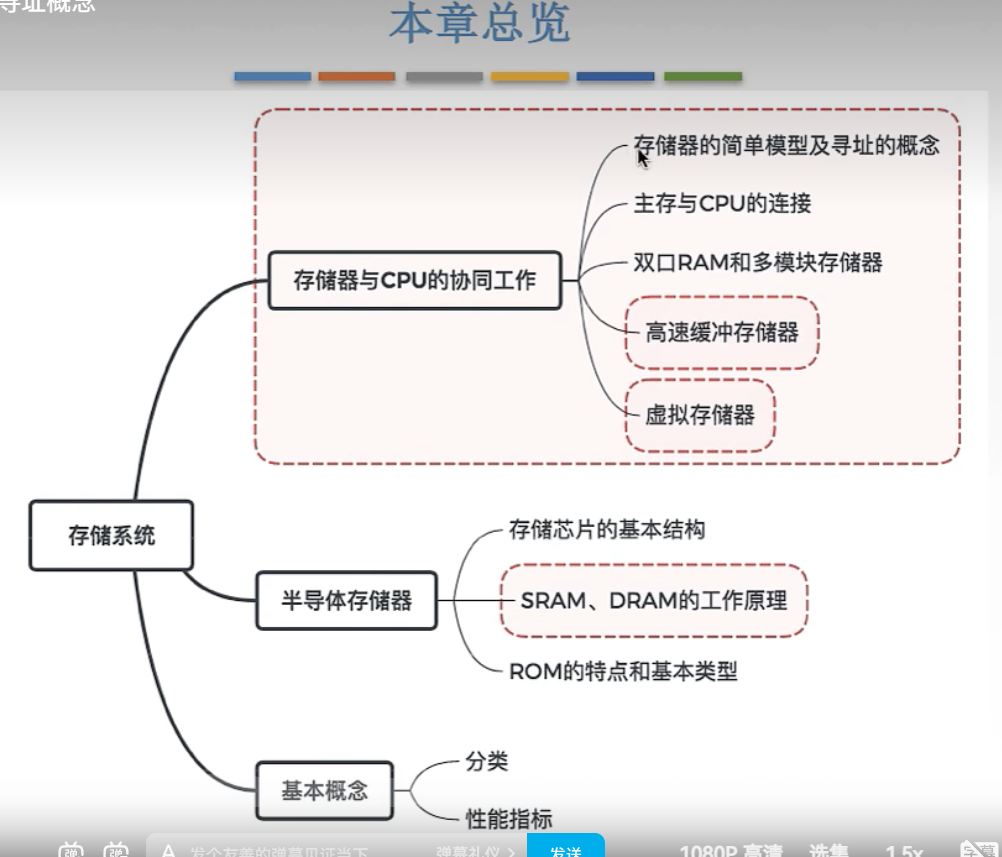 寻址概念
本章总览
存储器的简单模型及寻址的概念
主存与CPU的连接
双口RAM和多模块存储器
存储器与CPU的协同工作
高速缓冲存储器
虚拟存储器
存储系统
存储芯片的基本结构
半导体存储器
SRAM、DRAM的工作原理
ROM的特点和基本类型
基本概念
分类
性能指标
弹 弹 A 发个友善的弹幕见证当下 弹幕礼仪 > 发送 1080P 高清 选集 1.5x 字幕